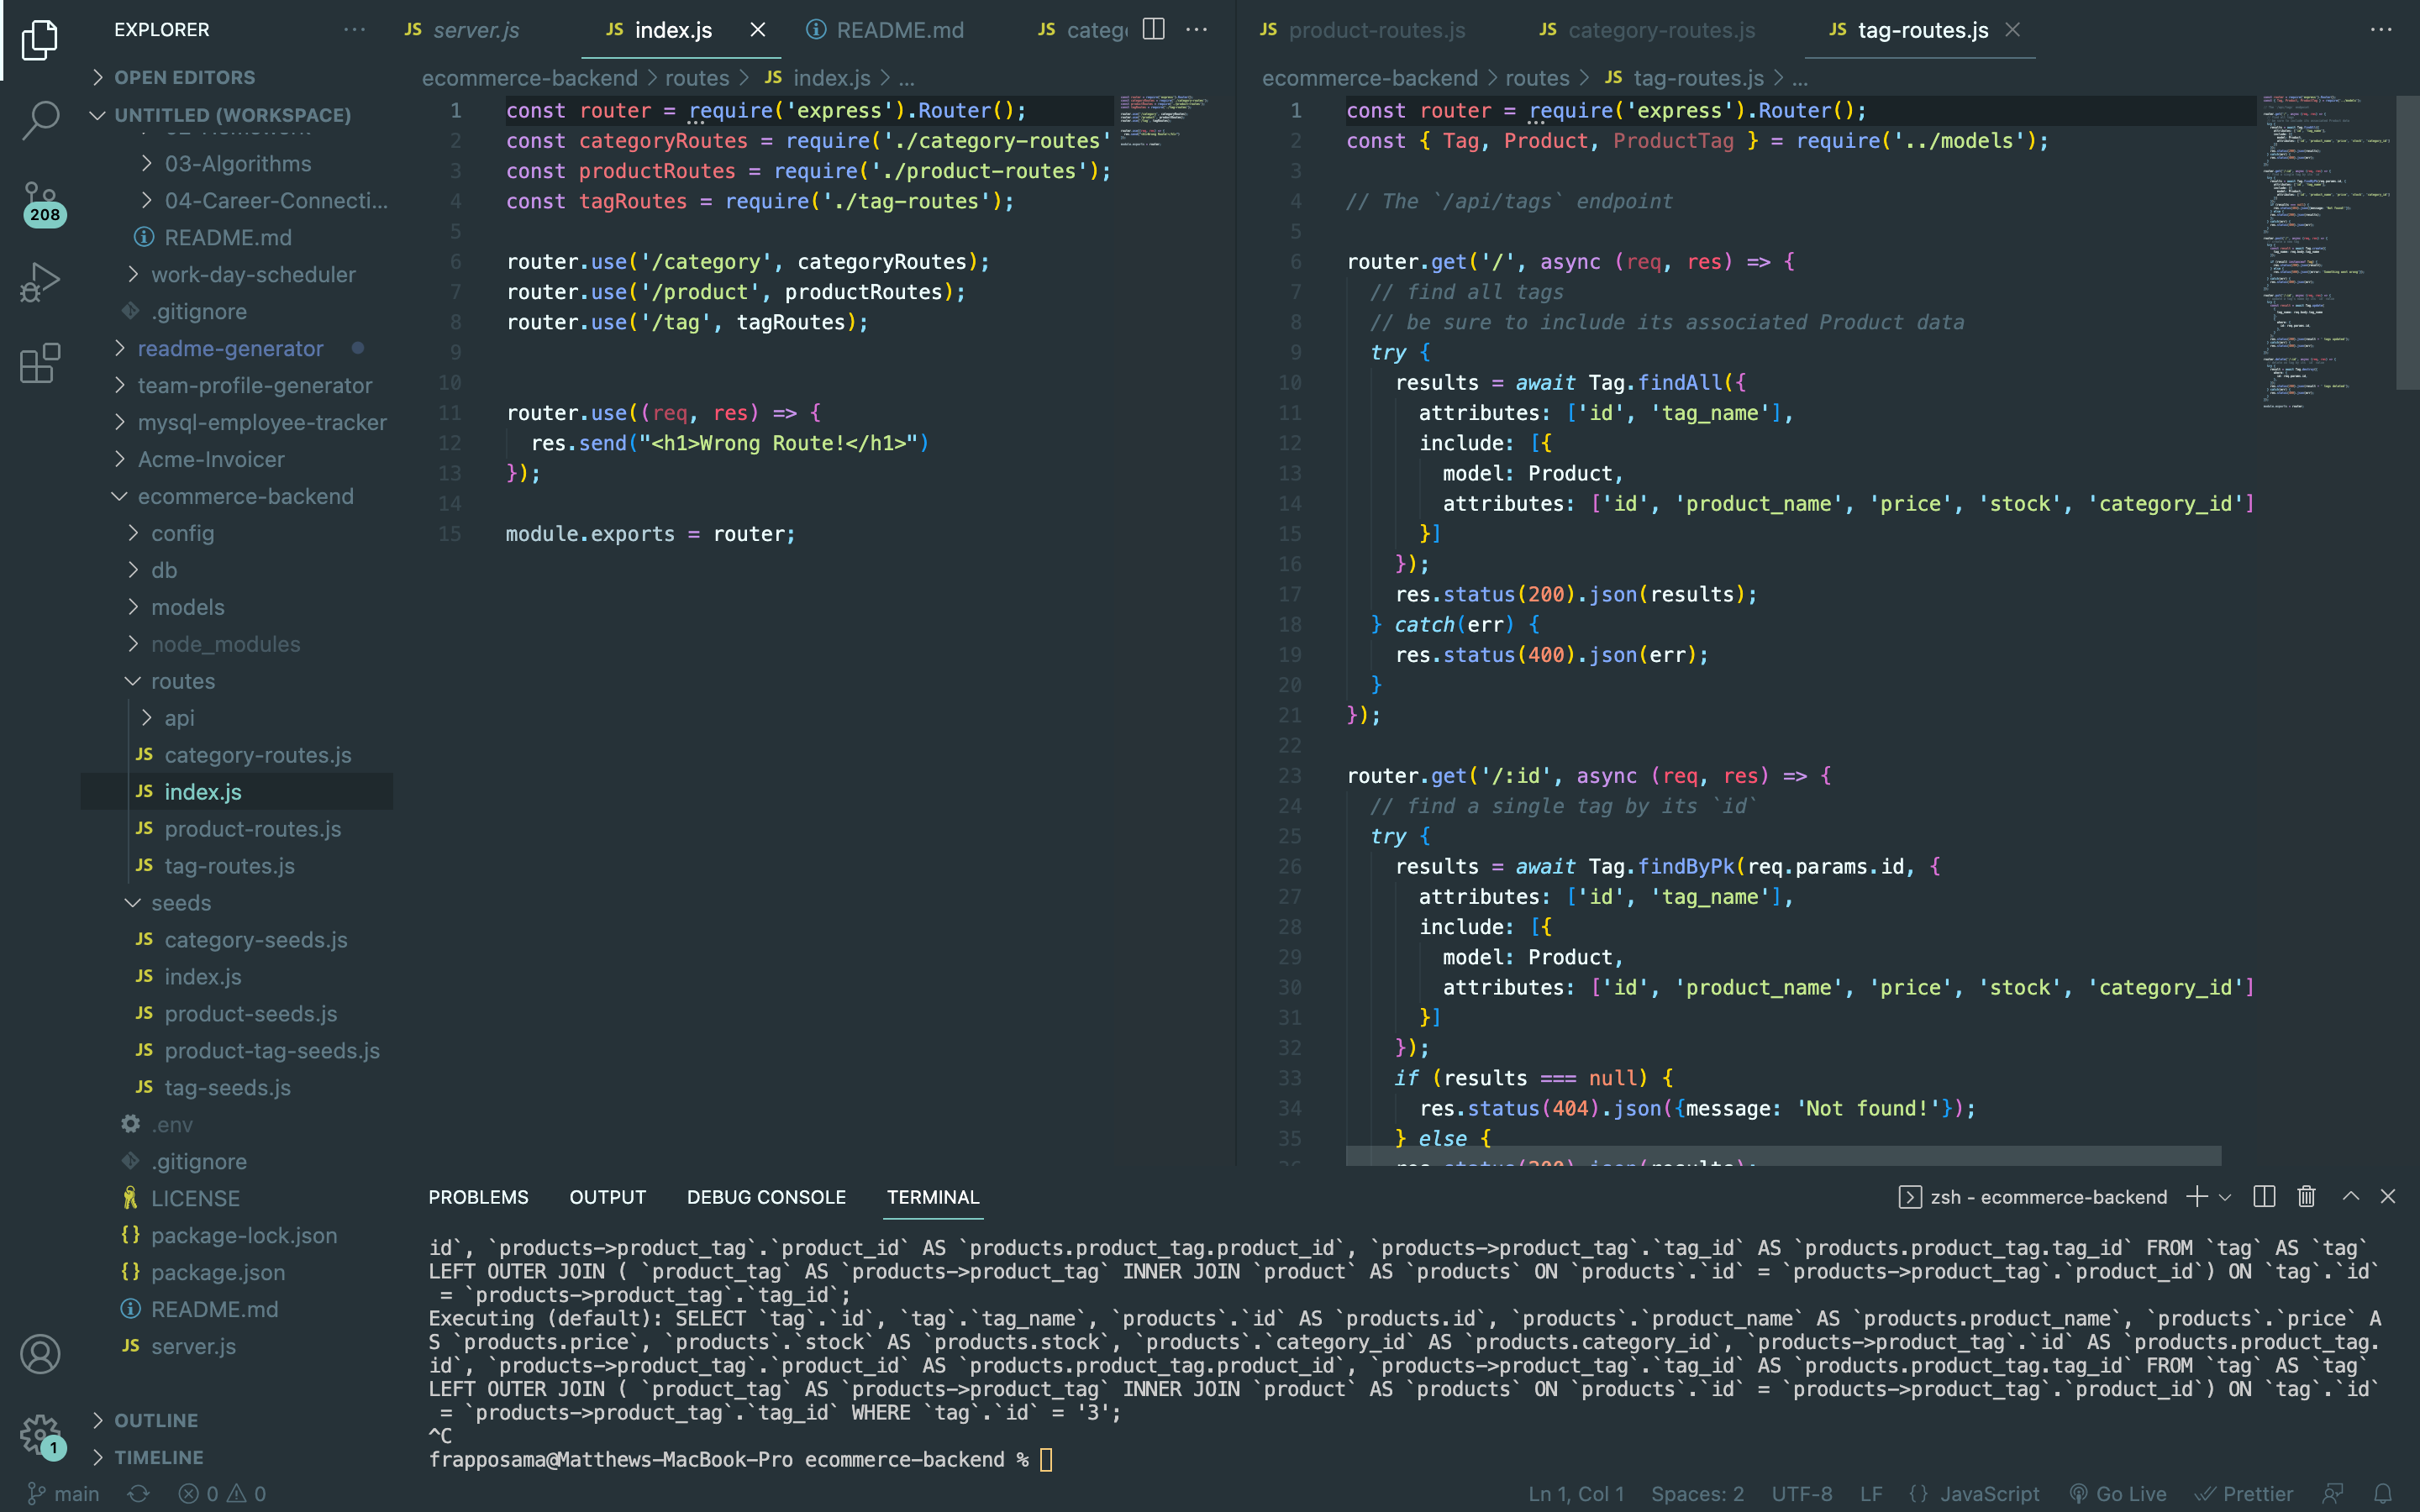 EXPLORER
OPEN EDITORS
UNTITLED (WORKSPACE)
03-Algorithms
04-Career-Connecti...
README.md
work-day-scheduler
.gitignore
readme-generator
team-profile-generator
mysql-employee-tracker
Acme-Invoicer
ecommerce-backend
config
db
models
node_modules
routes
api
JS category-routes.js
JS index.js
JS product-routes.js
JS tag-routes.js
seeds
JS category-seeds.js
JS index.js
JS product-seeds.js
JS product-tag-seeds.js
JS tag-seeds.js
.env
.gitignore
LICENSE
{} package-lock.json
{} package.json
README.md
JS server.js
OUTLINE
TIMELINE
208
1
JS server.js JS index.js README.md JS categ
ecommerce-backend > routes > JS index.js > ...
1 const router = require('express').Router();
2 const categoryRoutes = require('./category-routes'
3 const productRoutes = require('./product-routes');
4 const tagRoutes = require('./tag-routes');
5
6 router.use('/category', categoryRoutes);
7 router.use('/product', productRoutes);
8 router.use('/tag', tagRoutes);
9
10
11 router.use((req, res) => {
12 res.send("<h1>Wrong Route!</h1>")
13 });
14
15 module.exports = router;
JS product-routes.js JS category-routes.js JS tag-routes.js
ecommerce-backend > routes > JS tag-routes.js > ...
1 const router = require('express').Router();
2 const { Tag, Product, ProductTag } = require('../models');
3
4 // The `/api/tags` endpoint
5
6 router.get('/', async (req, res) => {
7 // find all tags
8 // be sure to include its associated Product data
9 try {
10 results = await Tag.findAll({
11 attributes: ['id', 'tag_name'],
12 include: [{
13 model: Product,
14 attributes: ['id', 'product_name', 'price', 'stock', 'category_id']
15 }]
16 });
17 res.status(200).json(results);
18 } catch(err) {
19 res.status(400).json(err);
20 }
21 });
22
23 router.get('/:id', async (req, res) => {
24 // find a single tag by its `id`
25 try {
26 results = await Tag.findByPk(req.params.id, {
27 attributes: ['id', 'tag_name'],
28 include: [{
29 model: Product,
30 attributes: ['id', 'product_name', 'price', 'stock', 'category_id']
31 }]
32 });
33 if (results === null) {
34 res.status(404).json({message: 'Not found!'});
35 } else {
PROBLEMS OUTPUT DEBUG CONSOLE TERMINAL
zsh - ecommerce-backend
id`, `products->product_tag`.`product_id` AS `products.product_tag.product_id`, `products->product_tag`.`tag_id` AS `products.product_tag.tag_id` FROM `tag` AS `tag`
LEFT OUTER JOIN ( `product_tag` AS `products->product_tag` INNER JOIN `product` AS `products` ON `products`.`id` = `products->product_tag`.`product_id`) ON `tag`.`id`
= `products->product_tag`.`tag_id`;
Executing (default): SELECT `tag`.`id`, `tag`.`tag_name`, `products`.`id` AS `products.id`, `products`.`product_name` AS `products.product_name`, `products`.`price` A
S `products.price`, `products`.`stock` AS `products.stock`, `products`.`category_id` AS `products.category_id`, `products->product_tag`.`id` AS `products.product_tag.
id`, `products->product_tag`.`product_id` AS `products.product_tag.product_id`, `products->product_tag`.`tag_id` AS `products.product_tag.tag_id` FROM `tag` AS `tag`
LEFT OUTER JOIN ( `product_tag` AS `products->product_tag` INNER JOIN `product` AS `products` ON `products`.`id` = `products->product_tag`.`product_id`) ON `tag`.`id`
= `products->product_tag`.`tag_id` WHERE `tag`.`id` = '3';
^C
frapposama@Matthews-MacBook-Pro ecommerce-backend %
main 0 0 Ln 1, Col 1 Spaces: 2 UTF-8 LF {} JavaScript Go Live Prettier